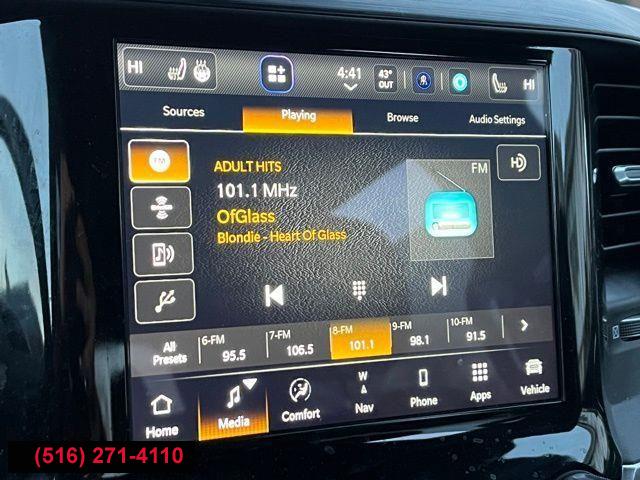 HI 4:41 43° OUT HI
Sources Playing Browse Audio Settings
FM ADULT HITS FM HD
101.1 MHz
OfGlass
Blondie - Heart Of Glass
All Presets 6-FM 95.5 7-FM 106.5 8-FM 101.1 9-FM 98.1 10-FM 91.5
Home Media Comfort W Nav Phone Apps Vehicle
(516) 271-4110